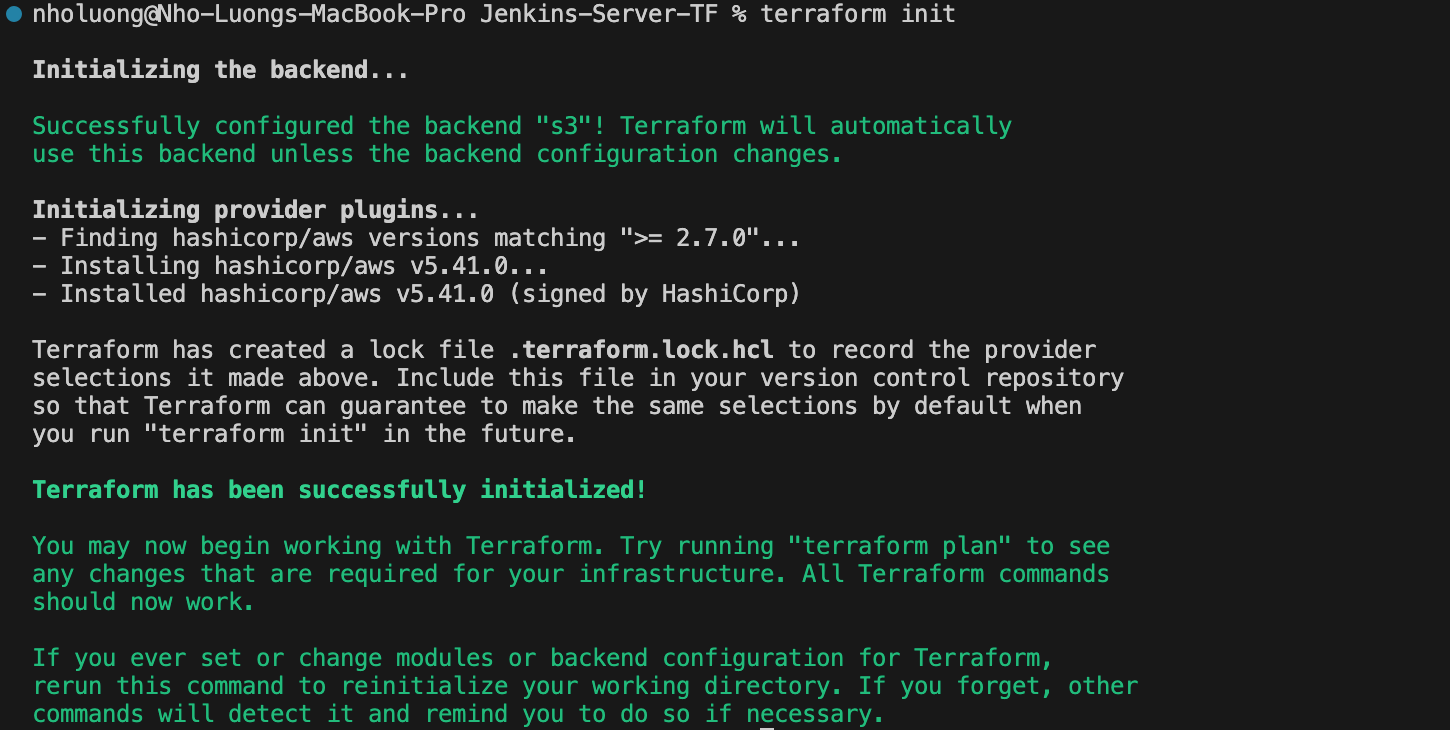 nholuong@Nho-Luongs-MacBook-Pro Jenkins-Server-TF % terraform init
Initializing the backend...
Successfully configured the backend "s3"! Terraform will automatically
use this backend unless the backend configuration changes.
Initializing provider plugins...
- Finding hashicorp/aws versions matching ">= 2.7.0"...
- Installing hashicorp/aws v5.41.0...
- Installed hashicorp/aws v5.41.0 (signed by HashiCorp)
Terraform has created a lock file .terraform.lock.hcl to record the provider
selections it made above. Include this file in your version control repository
so that Terraform can guarantee to make the same selections by default when
you run "terraform init" in the future.
Terraform has been successfully initialized!
You may now begin working with Terraform. Try running "terraform plan" to see
any changes that are required for your infrastructure. All Terraform commands
should now work.
If you ever set or change modules or backend configuration for Terraform,
rerun this command to reinitialize your working directory. If you forget, other
commands will detect it and remind you to do so if necessary.